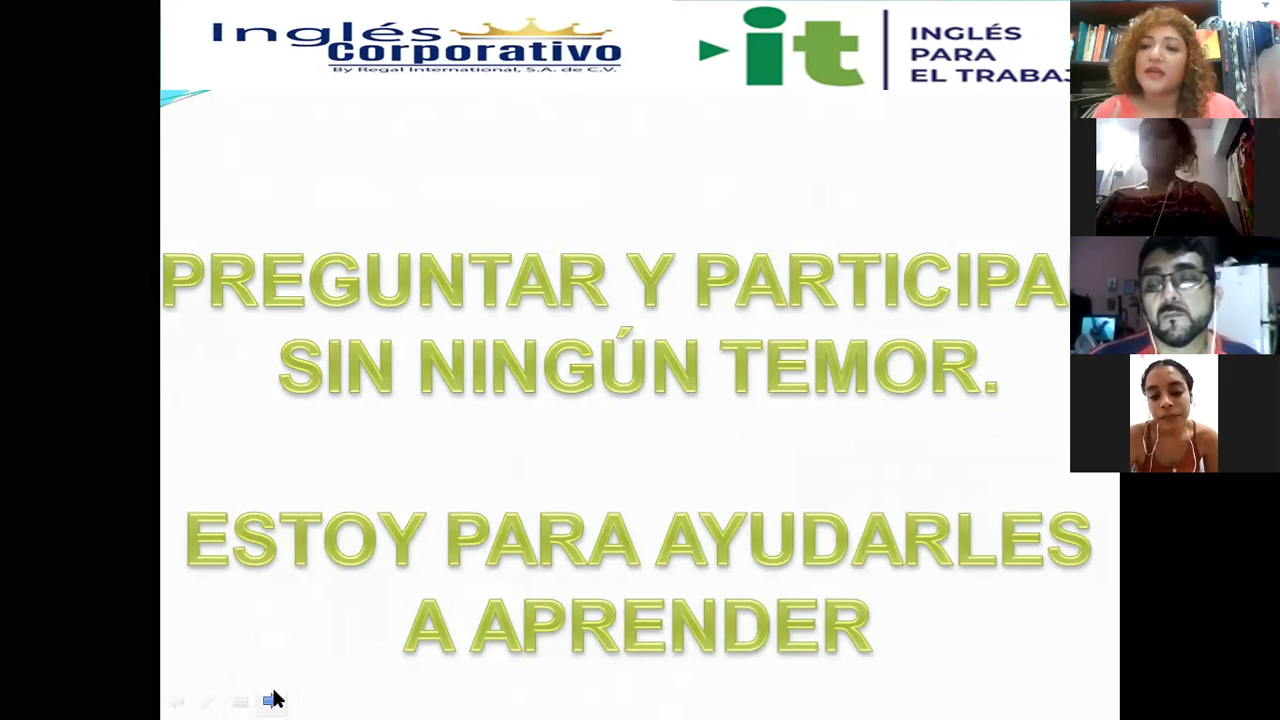 Inglés
Corporativo
By Regal International, S.A. de C.V.
it
INGLÉS
PARA
EL TRABAJ
PREGUNTAR Y PARTICIPA
SIN NINGÚN TEMOR.
ESTOY PARA AYUDARLES
A APRENDER